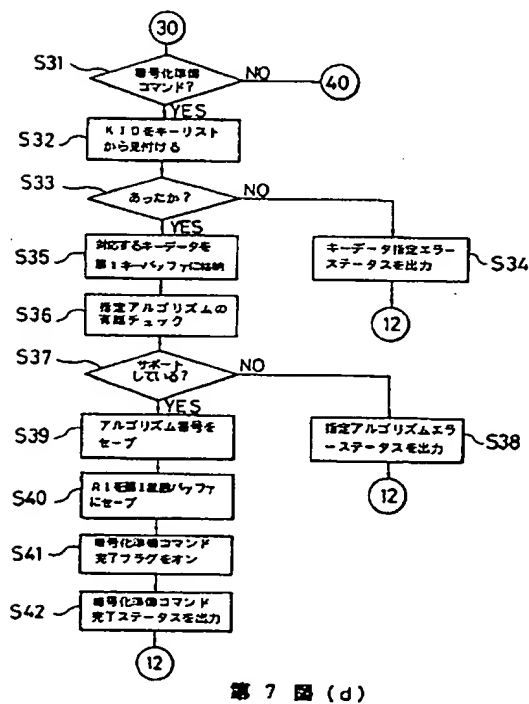 30
S31
暗号化準備
コマンド?
NO
40
YES
S32
KIDをキーリスト
から見付ける
S33
あったか?
NO
YES
S35
対応するキーデータを
第1キーバッファに格納
キーデータ指定エラー
ステータスを出力
S34
12
S36
指定アルゴリズムの
有無チェック
S37
サポート
している?
NO
YES
S39
アルゴリズム番号を
セーブ
指定アルゴリズムエラ
ーステータスを出力
S38
12
S40
R1を第1乱数バッファ
にセーブ
S41
暗号化準備コマンド
完了フラグをオン
S42
暗号化準備コマンド
完了ステータスを出力
12
第 7 図 (d)